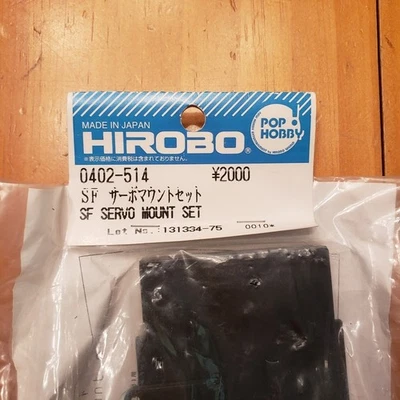 MADE IN JAPAN
HIROBO®
※表示価格に消費税は含まれておりません。
POP
HOBBY!
0402-514 ¥2000
SF サーボマウントセット
SF SERVO MOUNT SET
Lot No. 131334-75 0010*